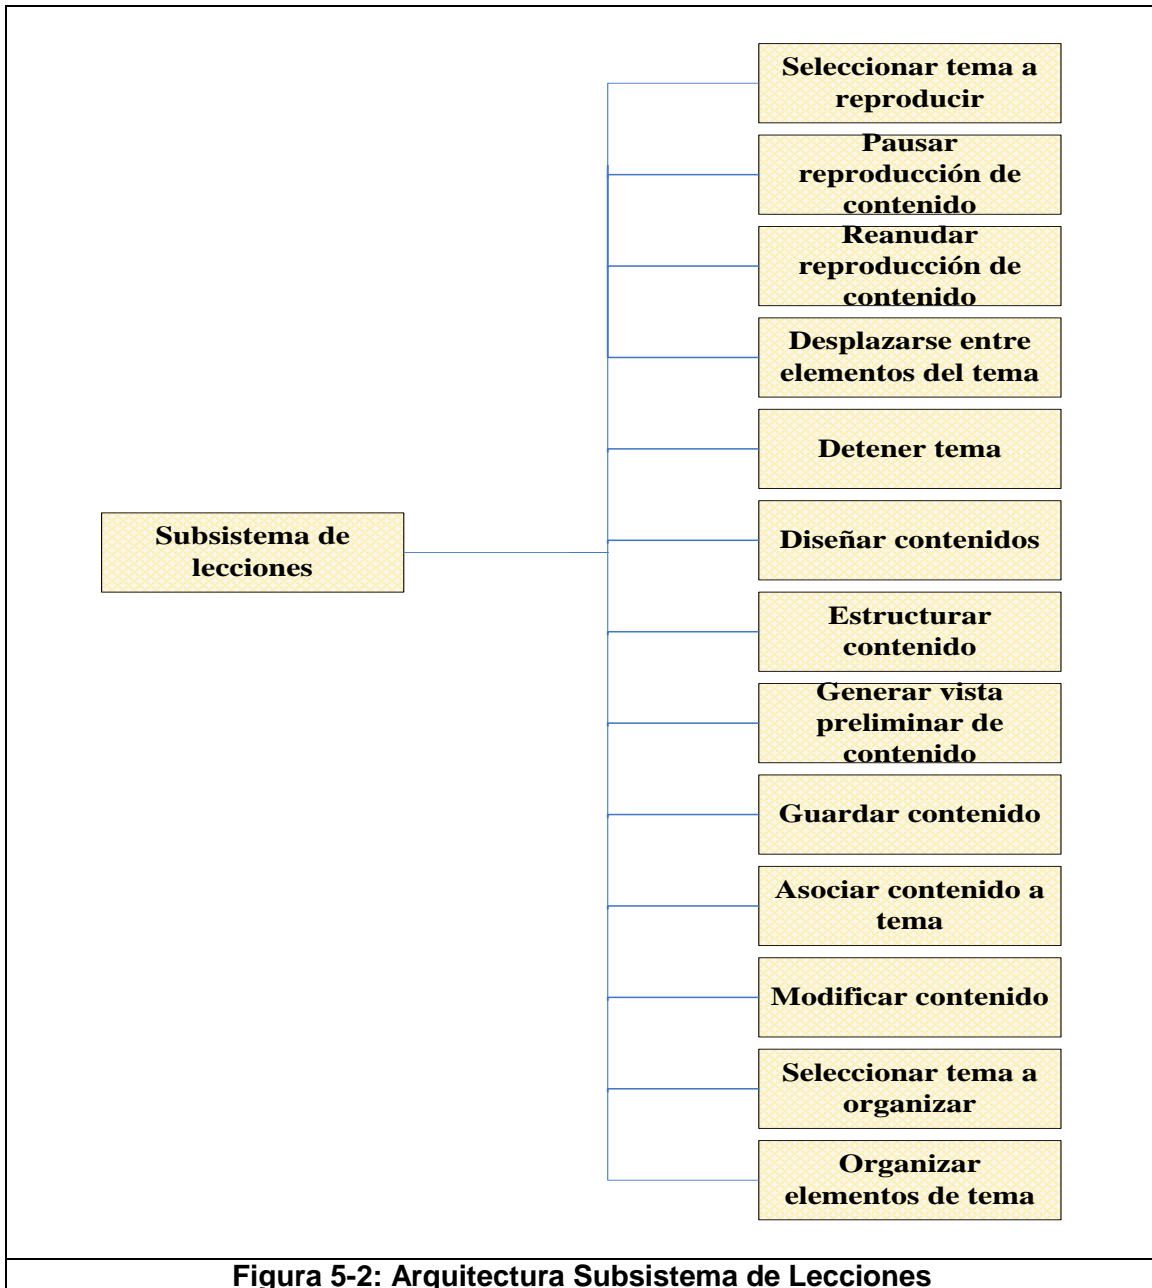 Seleccionar tema a
reproducir
Pausar
reproducción de
contenido
Reanudar
reproducción de
contenido
Desplazarse entre
elementos del tema
Detener tema
Subsistema de
lecciones
Diseñar contenidos
Estructurar
contenido
Generar vista
preliminar de
contenido
Guardar contenido
Asociar contenido a
tema
Modificar contenido
Seleccionar tema a
organizar
Organizar
elementos de tema
Figura 5-2: Arquitectura Subsistema de Lecciones